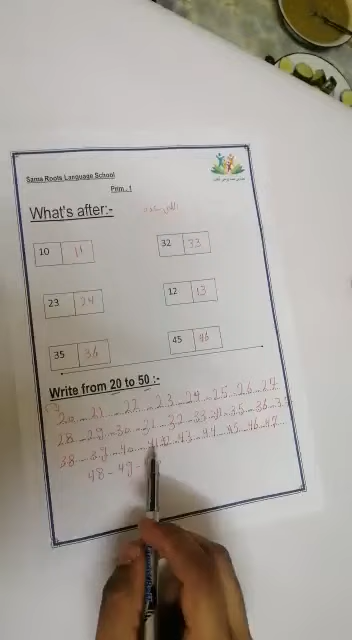 Sama Roots Language School
Prim . 1
What's after:-
10 11
32 33
23 24
12 13
35 36
45 46
Write from 20 to 50 :-
20...21...22...23...24...25...26...24
28...29...30...31...32...33...34...35...36...3
38...39...40...41...42...43...44...45...46...47...
48 - 49 -